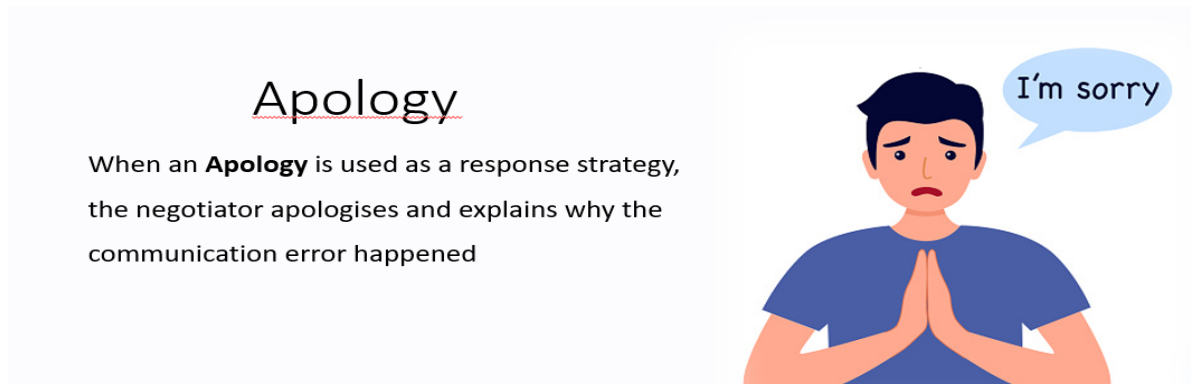 Apology
I'm sorry
When an Apology is used as a response strategy,
the negotiator apologises and explains why the
communication error happened